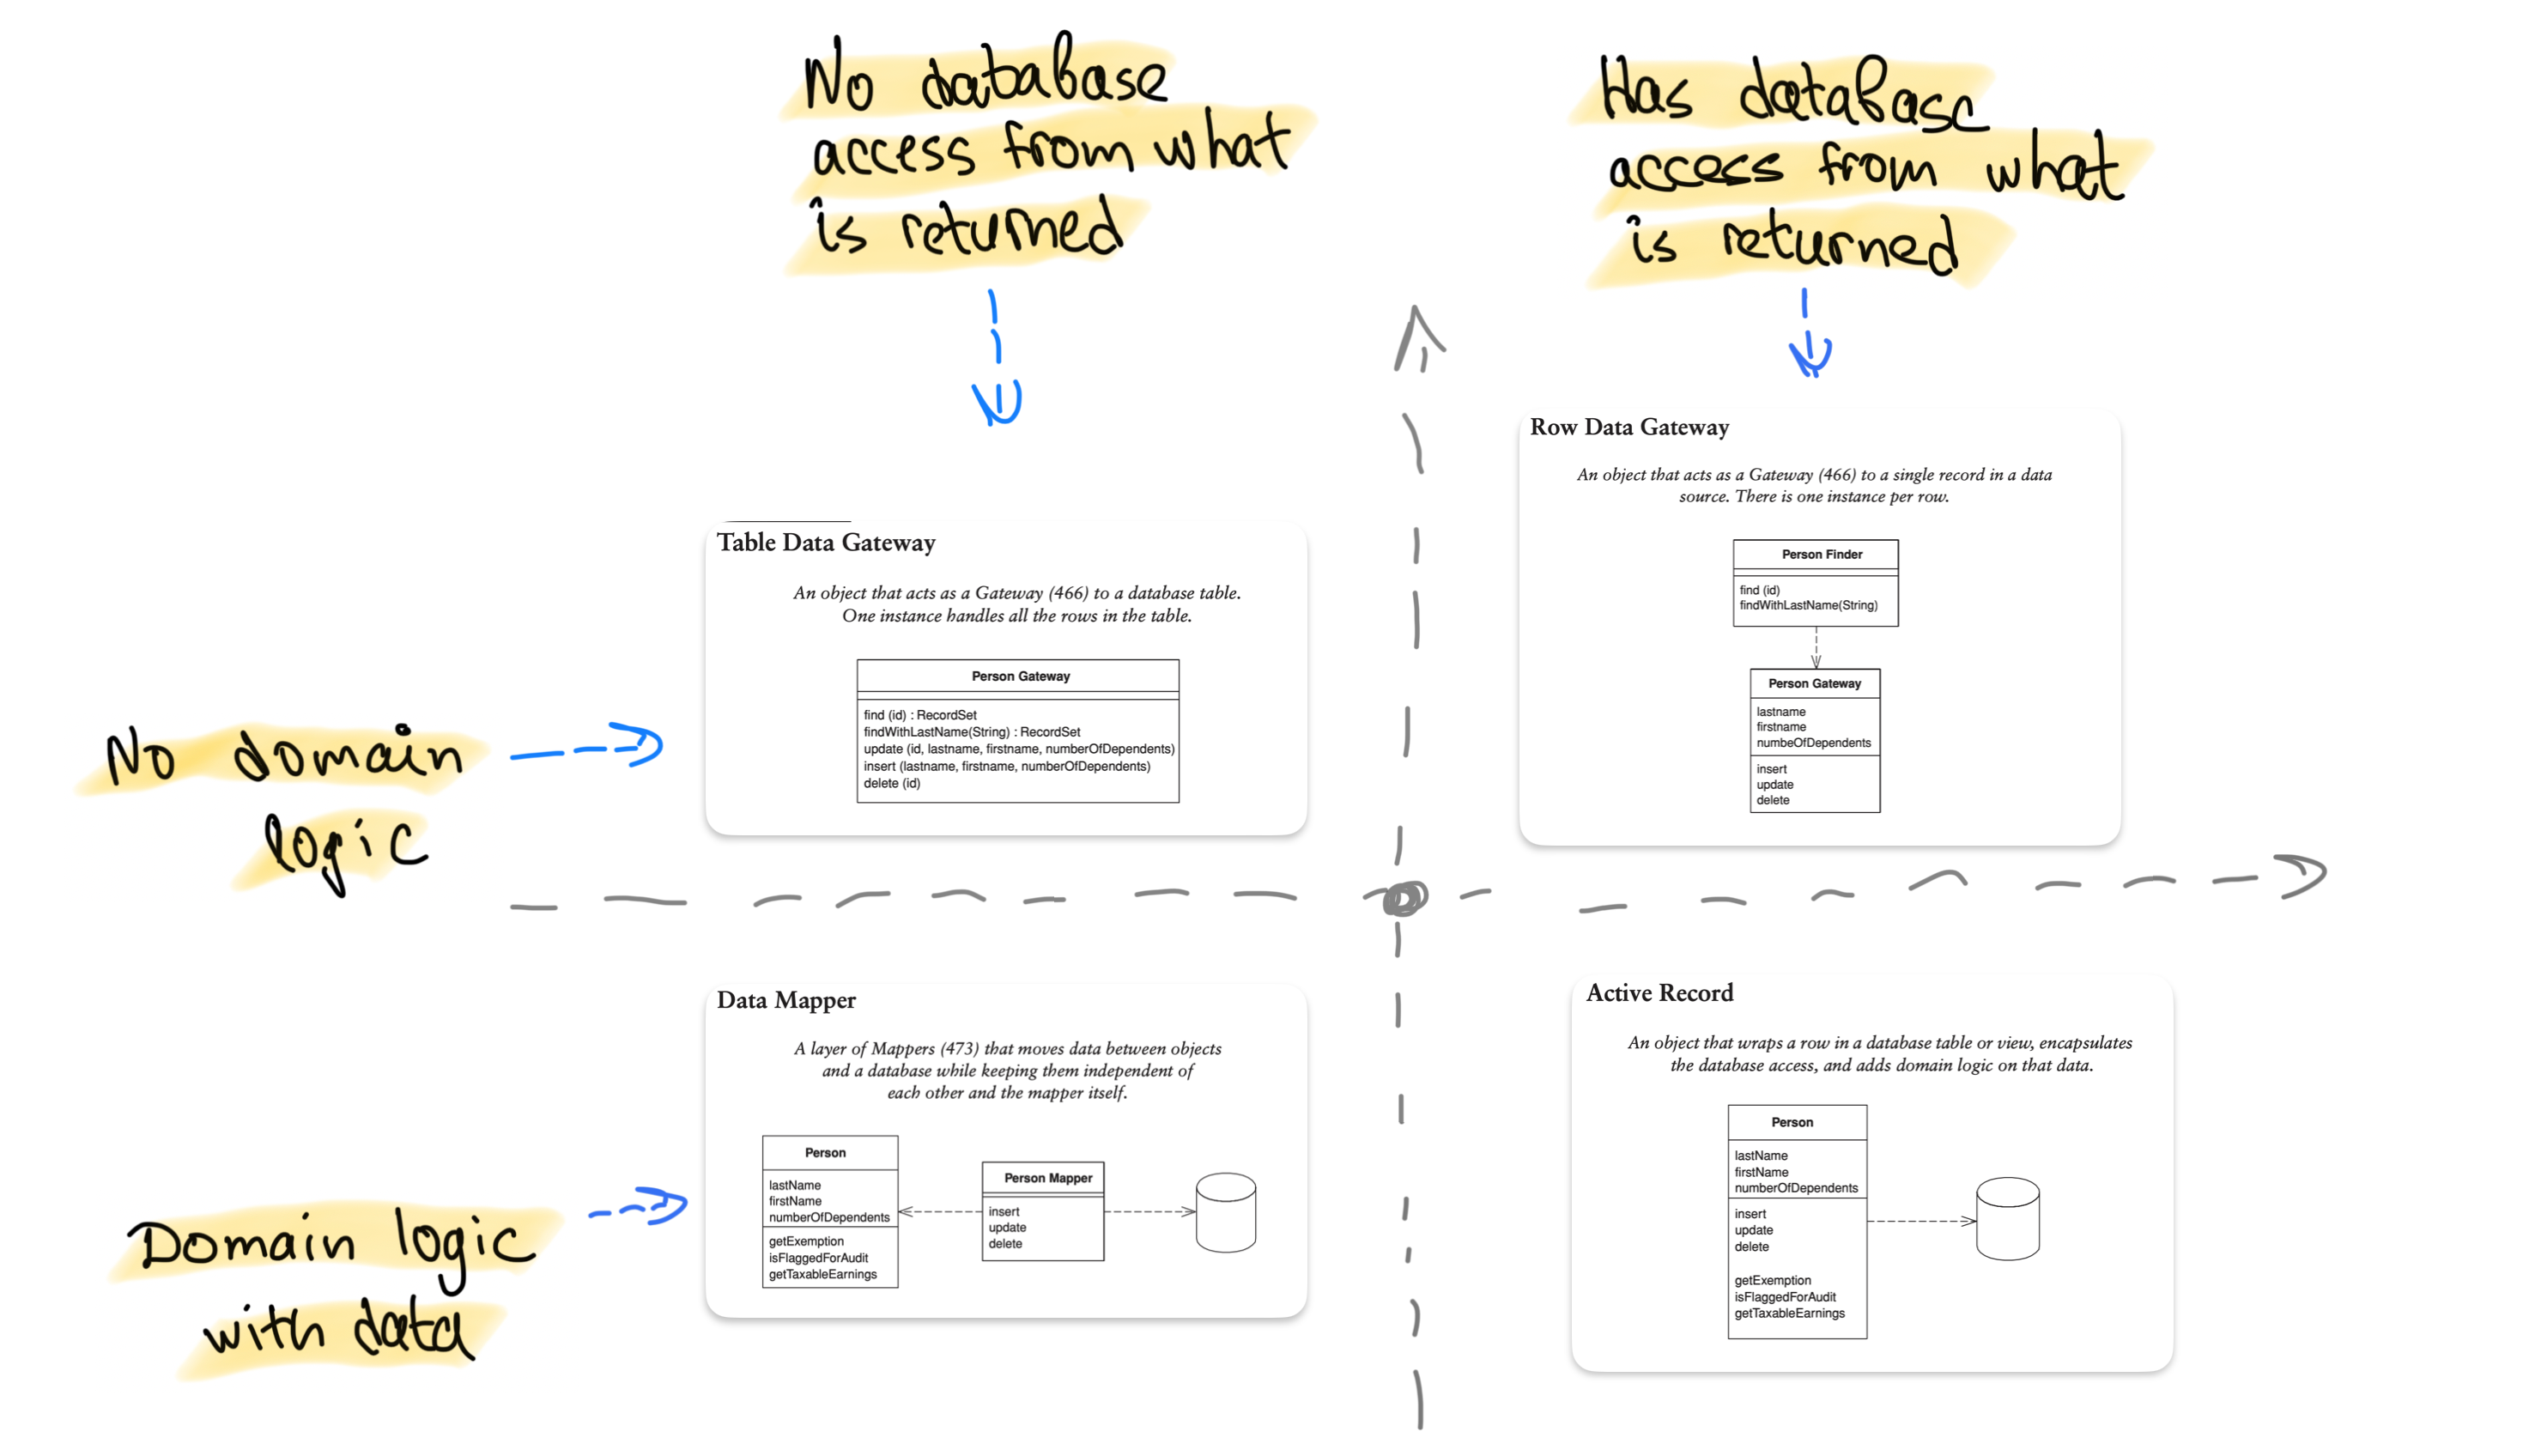 No database
access from what
is returned
Has database
access from what
is returned
No domain
logic
Table Data Gateway
An object that acts as a Gateway (466) to a database table.
One instance handles all the rows in the table.
Person Gateway
find (id) : RecordSet
findWithLastName(String) : RecordSet
update (id, lastname, firstname, numberOfDependents)
insert (lastname, firstname, numberOfDependents)
delete (id)
Row Data Gateway
An object that acts as a Gateway (466) to a single record in a data
source. There is one instance per row.
Person Finder
find (id)
findWithLastName(String)
Person Gateway
lastname
firstname
numbeOfDependents
insert
update
delete
Domain logic
with data
Data Mapper
A layer of Mappers (473) that moves data between objects
and a database while keeping them independent of
each other and the mapper itself.
Person
lastName
firstName
numberOfDependents
getExemption
isFlaggedForAudit
getTaxableEarnings
Person Mapper
insert
update
delete
Active Record
An object that wraps a row in a database table or view, encapsulates
the database access, and adds domain logic on that data.
Person
lastName
firstName
numberOfDependents
insert
update
delete
getExemption
isFlaggedForAudit
getTaxableEarnings